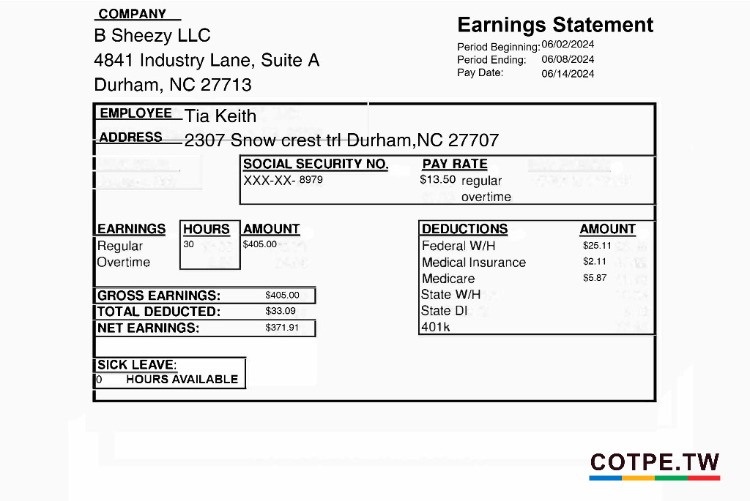 COMPANY
B Sheezy LLC
4841 Industry Lane, Suite A
Durham, NC 27713
Earnings Statement
Period Beginning: 06/02/2024
Period Ending: 06/08/2024
Pay Date: 06/14/2024
EMPLOYEE Tia Keith
ADDRESS 2307 Snow crest trl Durham,NC 27707
SOCIAL SECURITY NO. PAY RATE
XXX-XX- 8979 $13.50 regular
overtime
EARNINGS HOURS AMOUNT
Regular 30 $405.00
Overtime
GROSS EARNINGS: $405.00
TOTAL DEDUCTED: $33.09
NET EARNINGS: $371.91
DEDUCTIONS AMOUNT
Federal W/H $25.11
Medical Insurance $2.11
Medicare $5.87
State W/H
State DI
401k
SICK LEAVE:
0 HOURS AVAILABLE
COTPE.TW